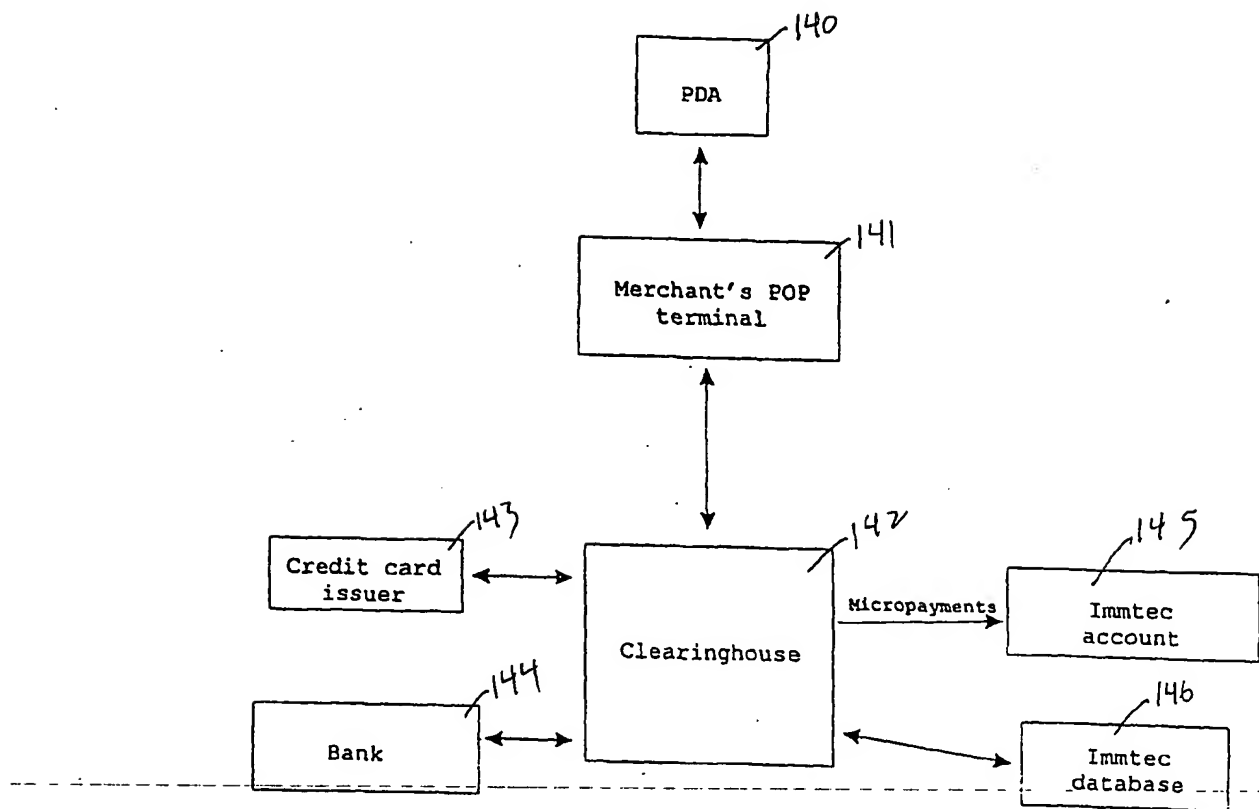 140
PDA
141
Merchant's POP
terminal
143
142
145
Credit card
issuer
Micropayments
Immtec
account
Clearinghouse
144
146
Bank
Immtec
database